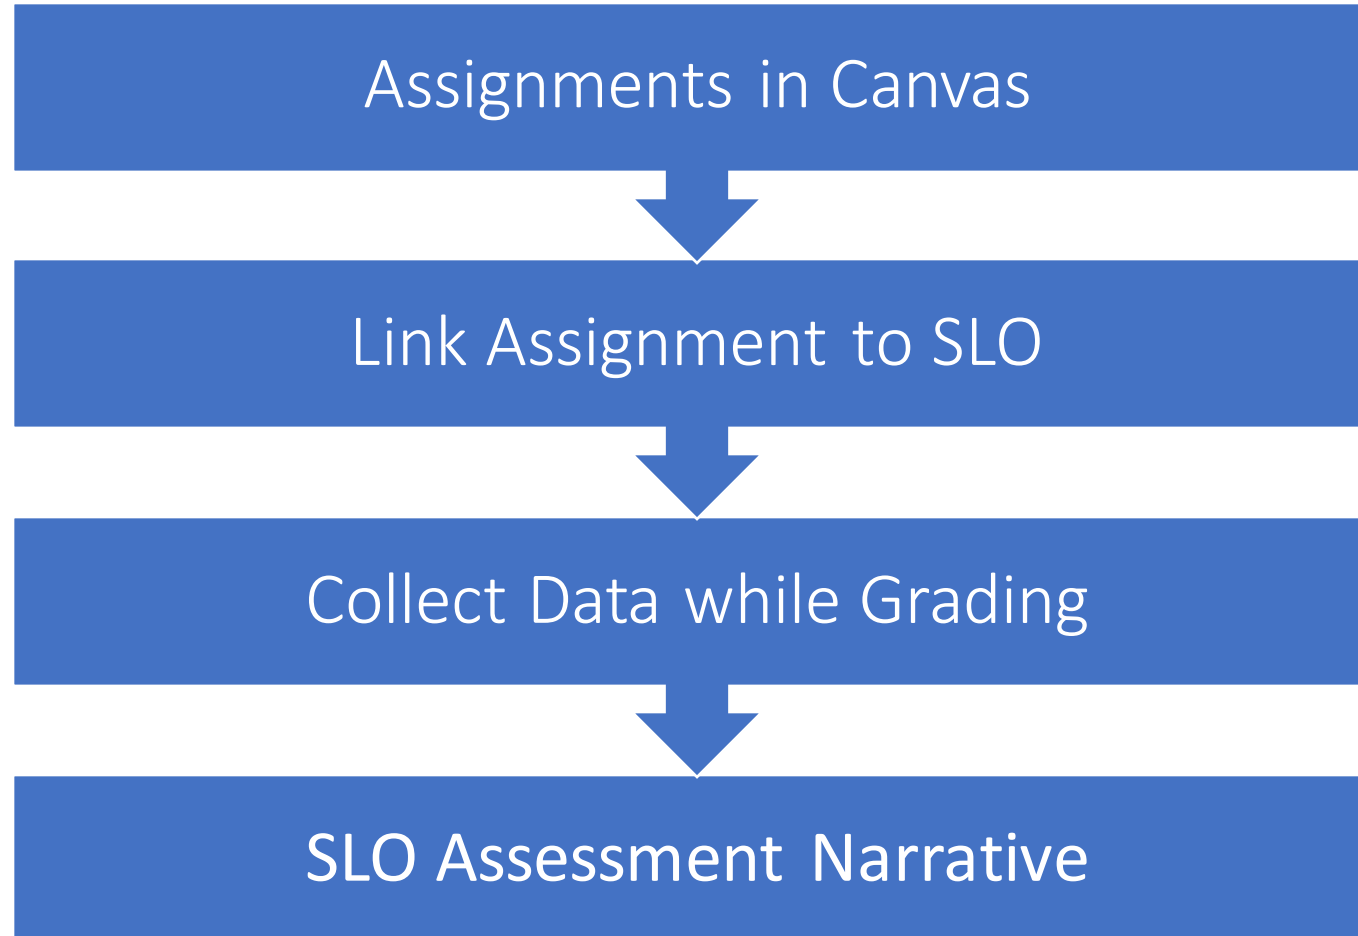 Assignments in Canvas
Link Assignment to SLO
Collect Data while Grading
SLO Assessment Narrative